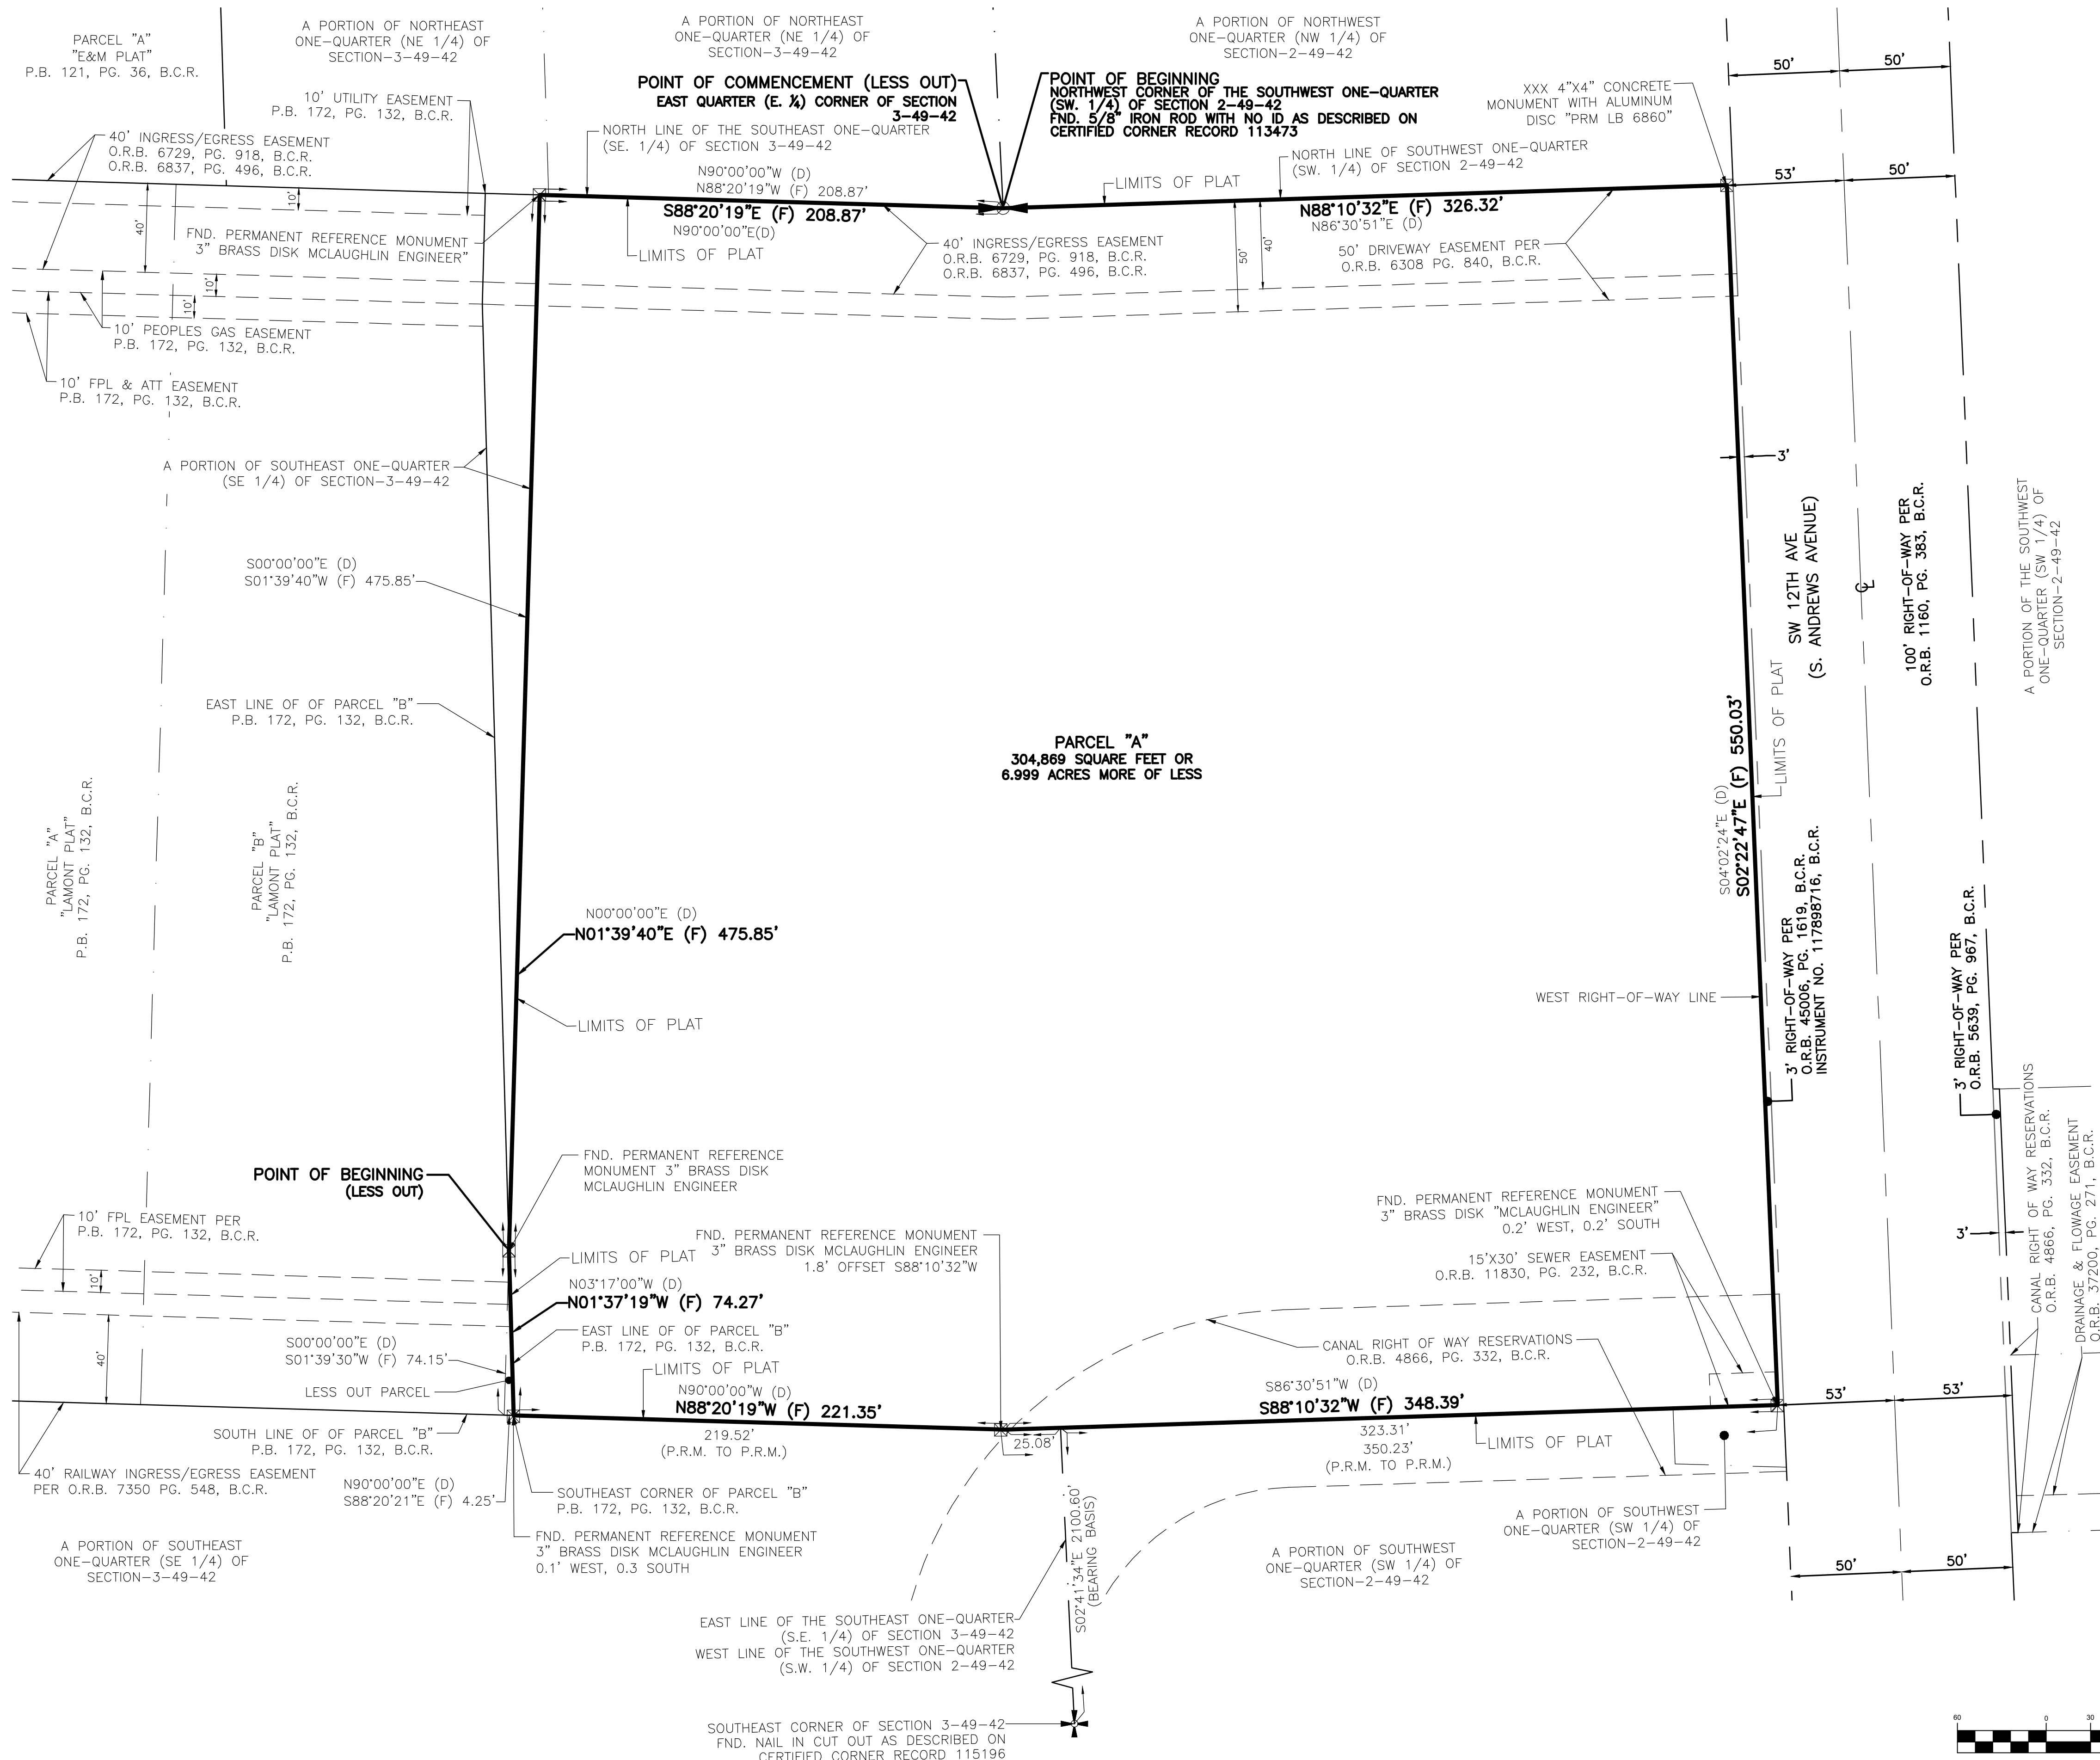 PARCEL "A"
"E&M PLAT"
P.B. 121, PG. 36, B.C.R.
A PORTION OF NORTHEAST
ONE-QUARTER (NE 1/4) OF
SECTION-3-49-42
A PORTION OF NORTHEAST
ONE-QUARTER (NE 1/4) OF
SECTION-3-49-42
A PORTION OF NORTHWEST
ONE-QUARTER (NW 1/4) OF
SECTION-2-49-42
50'
50'
POINT OF COMMENCEMENT (LESS OUT)
EAST QUARTER (E. ¼) CORNER OF SECTION
3-49-42
POINT OF BEGINNING
NORTHWEST CORNER OF THE SOUTHWEST ONE-QUARTER
(SW. 1/4) OF SECTION 2-49-42
FND. 5/8" IRON ROD WITH NO ID AS DESCRIBED ON
CERTIFIED CORNER RECORD 113473
XXX 4"X4" CONCRETE
MONUMENT WITH ALUMINUM
DISC "PRM LB 6860"
10' UTILITY EASEMENT
P.B. 172, PG. 132, B.C.R.
40' INGRESS/EGRESS EASEMENT
O.R.B. 6729, PG. 918, B.C.R.
O.R.B. 6837, PG. 496, B.C.R.
NORTH LINE OF THE SOUTHEAST ONE-QUARTER
(SE. 1/4) OF SECTION 3-49-42
N90°00'00"W (D)
N88°20'19"W (F) 208.87'
LIMITS OF PLAT
NORTH LINE OF SOUTHWEST ONE-QUARTER
(SW. 1/4) OF SECTION 2-49-42
53'
50'
10'
40'
S88°20'19"E (F) 208.87'
N90°00'00"E(D)
LIMITS OF PLAT
N88°10'32"E (F) 326.32'
N86°30'51"E (D)
FND. PERMANENT REFERENCE MONUMENT
3" BRASS DISK MCLAUGHLIN ENGINEER"
40' INGRESS/EGRESS EASEMENT
O.R.B. 6729, PG. 918, B.C.R.
O.R.B. 6837, PG. 496, B.C.R.
50'
40'
50' DRIVEWAY EASEMENT PER
O.R.B. 6308 PG. 840, B.C.R.
10'
10'
10' PEOPLES GAS EASEMENT
P.B. 172, PG. 132, B.C.R.
10' FPL & ATT EASEMENT
P.B. 172, PG. 132, B.C.R.
A PORTION OF SOUTHEAST ONE-QUARTER
(SE 1/4) OF SECTION-3-49-42
3'
S00°00'00"E (D)
S01°39'40"W (F) 475.85'
SW 12TH AVE
(S. ANDREWS AVENUE)
℄
100' RIGHT-OF-WAY PER
O.R.B. 1160, PG. 383, B.C.R.
A PORTION OF THE SOUTHWEST
ONE-QUARTER (SW 1/4) OF
SECTION-2-49-42
EAST LINE OF OF PARCEL "B"
P.B. 172, PG. 132, B.C.R.
PARCEL "A"
304,869 SQUARE FEET OR
6.999 ACRES MORE OF LESS
LIMITS OF PLAT
S04°02'24"E (D)
S02°22'47"E (F) 550.03'
PARCEL "A"
"LAMONT PLAT"
P.B. 172, PG. 132, B.C.R.
PARCEL "B"
"LAMONT PLAT"
P.B. 172, PG. 132, B.C.R.
N00°00'00"E (D)
N01°39'40"E (F) 475.85'
LIMITS OF PLAT
WEST RIGHT-OF-WAY LINE
3' RIGHT-OF-WAY PER
O.R.B. 45006, PG. 1619, B.C.R.
INSTRUMENT NO. 117898716, B.C.R.
3' RIGHT-OF-WAY PER
O.R.B. 5639, PG. 967, B.C.R.
POINT OF BEGINNING
(LESS OUT)
FND. PERMANENT REFERENCE
MONUMENT 3" BRASS DISK
MCLAUGHLIN ENGINEER
10' FPL EASEMENT PER
P.B. 172, PG. 132, B.C.R.
10'
LIMITS OF PLAT
N03°17'00"W (D)
N01°37'19"W (F) 74.27'
FND. PERMANENT REFERENCE MONUMENT
3" BRASS DISK MCLAUGHLIN ENGINEER
1.8' OFFSET S88°10'32"W
FND. PERMANENT REFERENCE MONUMENT
3" BRASS DISK "MCLAUGHLIN ENGINEER"
0.2' WEST, 0.2' SOUTH
15'X30' SEWER EASEMENT
O.R.B. 11830, PG. 232, B.C.R.
3'
CANAL RIGHT OF WAY RESERVATIONS
O.R.B. 4866, PG. 332, B.C.R.
DRAINAGE & FLOWAGE EASEMENT
O.R.B. 37200, PG. 271, B.C.R.
EAST LINE OF OF PARCEL "B"
P.B. 172, PG. 132, B.C.R.
S00°00'00"E (D)
S01°39'30"W (F) 74.15'
40'
LESS OUT PARCEL
LIMITS OF PLAT
N90°00'00"W (D)
N88°20'19"W (F) 221.35'
219.52'
(P.R.M. TO P.R.M.)
CANAL RIGHT OF WAY RESERVATIONS
O.R.B. 4866, PG. 332, B.C.R.
S86°30'51"W (D)
S88°10'32"W (F) 348.39'
323.31'
350.23'
(P.R.M. TO P.R.M.)
LIMITS OF PLAT
25.08'
53'
53'
SOUTH LINE OF OF PARCEL "B"
P.B. 172, PG. 132, B.C.R.
40' RAILWAY INGRESS/EGRESS EASEMENT
PER O.R.B. 7350 PG. 548, B.C.R.
N90°00'00"E (D)
S88°20'21"E (F) 4.25'
SOUTHEAST CORNER OF PARCEL "B"
P.B. 172, PG. 132, B.C.R.
FND. PERMANENT REFERENCE MONUMENT
3" BRASS DISK MCLAUGHLIN ENGINEER
0.1' WEST, 0.3 SOUTH
A PORTION OF SOUTHEAST
ONE-QUARTER (SE 1/4) OF
SECTION-3-49-42
S02°41'34"E 2100.60'
(BEARING BASIS)
A PORTION OF SOUTHWEST
ONE-QUARTER (SW 1/4) OF
SECTION-2-49-42
A PORTION OF SOUTHWEST
ONE-QUARTER (SW 1/4) OF
SECTION-2-49-42
50'
50'
EAST LINE OF THE SOUTHEAST ONE-QUARTER
(S.E. 1/4) OF SECTION 3-49-42
WEST LINE OF THE SOUTHWEST ONE-QUARTER
(S.W. 1/4) OF SECTION 2-49-42
SOUTHEAST CORNER OF SECTION 3-49-42
FND. NAIL IN CUT OUT AS DESCRIBED ON
CERTIFIED CORNER RECORD 115196
60
0
30